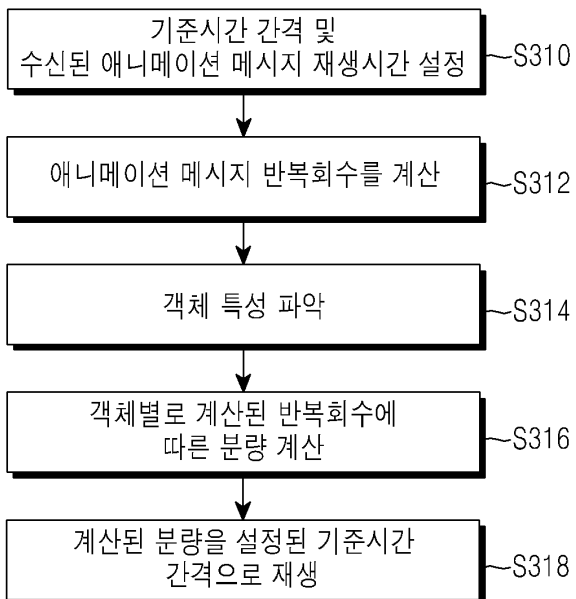 기준시간 간격 및
수신된 애니메이션 메시지 재생시간 설정
S310
애니메이션 메시지 반복회수를 계산
S312
객체 특성 파악
S314
객체별로 계산된 반복회수에
따른 분량 계산
S316
계산된 분량을 설정된 기준시간
간격으로 재생
S318